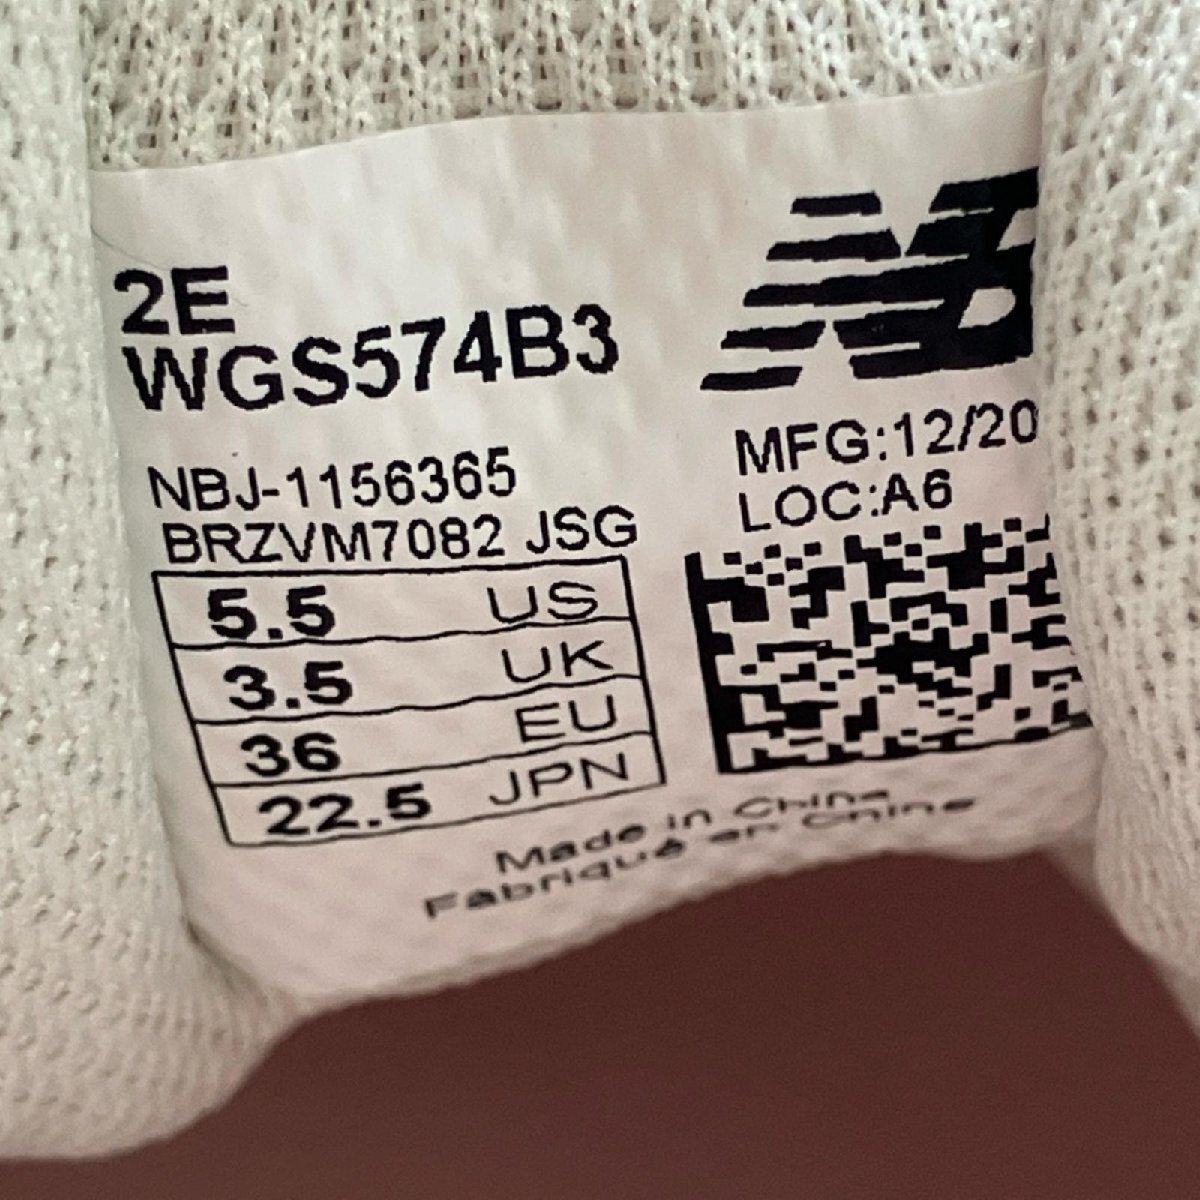 2E
WGS574B3
NBJ-1156365
BRZVM7082 JSG
5.5 US
3.5 UK
36 EU
22.5 JPN
NB
MFG:12/20
LOC:A6
Made in China
Fabriqué en Chine